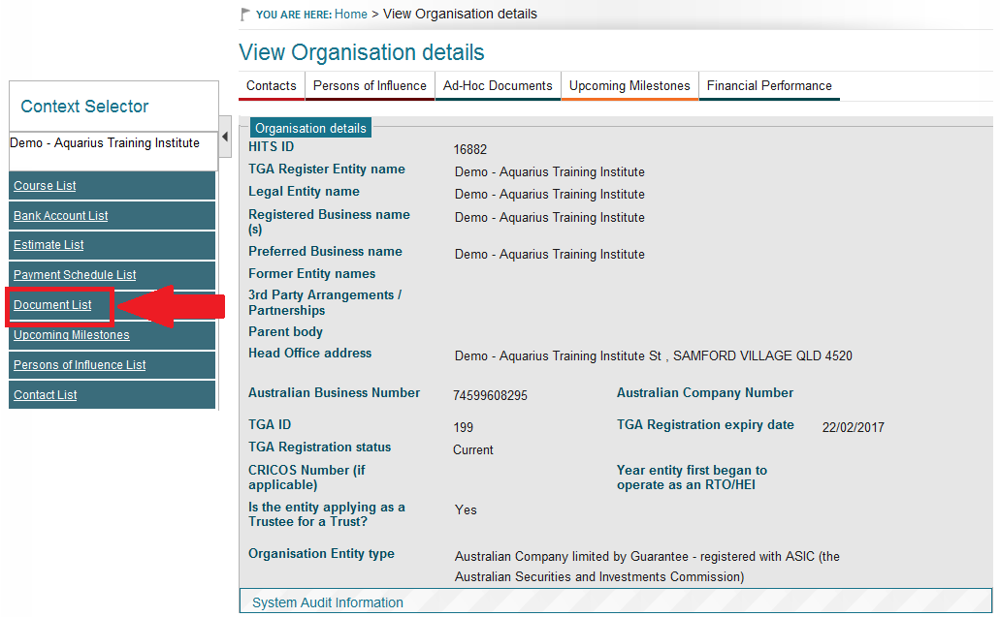 YOU ARE HERE: Home > View Organisation details
View Organisation details
Contacts Persons of Influence Ad-Hoc Documents Upcoming Milestones Financial Performance
Context Selector
Demo - Aquarius Training Institute
Course List
Bank Account List
Estimate List
Payment Schedule List
Document List
Upcoming Milestones
Persons of Influence List
Contact List
Organisation details
HITS ID 16882
TGA Register Entity name Demo - Aquarius Training Institute
Legal Entity name Demo - Aquarius Training Institute
Registered Business name Demo - Aquarius Training Institute
(s)
Preferred Business name Demo - Aquarius Training Institute
Former Entity names
3rd Party Arrangements /
Partnerships
Parent body
Head Office address Demo - Aquarius Training Institute St , SAMFORD VILLAGE QLD 4520
Australian Business Number 74599608295 Australian Company Number
TGA ID 199 TGA Registration expiry date 22/02/2017
TGA Registration status Current
CRICOS Number (if Year entity first began to
applicable) operate as an RTO/HEI
Is the entity applying as a Yes
Trustee for a Trust?
Organisation Entity type Australian Company limited by Guarantee - registered with ASIC (the
Australian Securities and Investments Commission)
System Audit Information